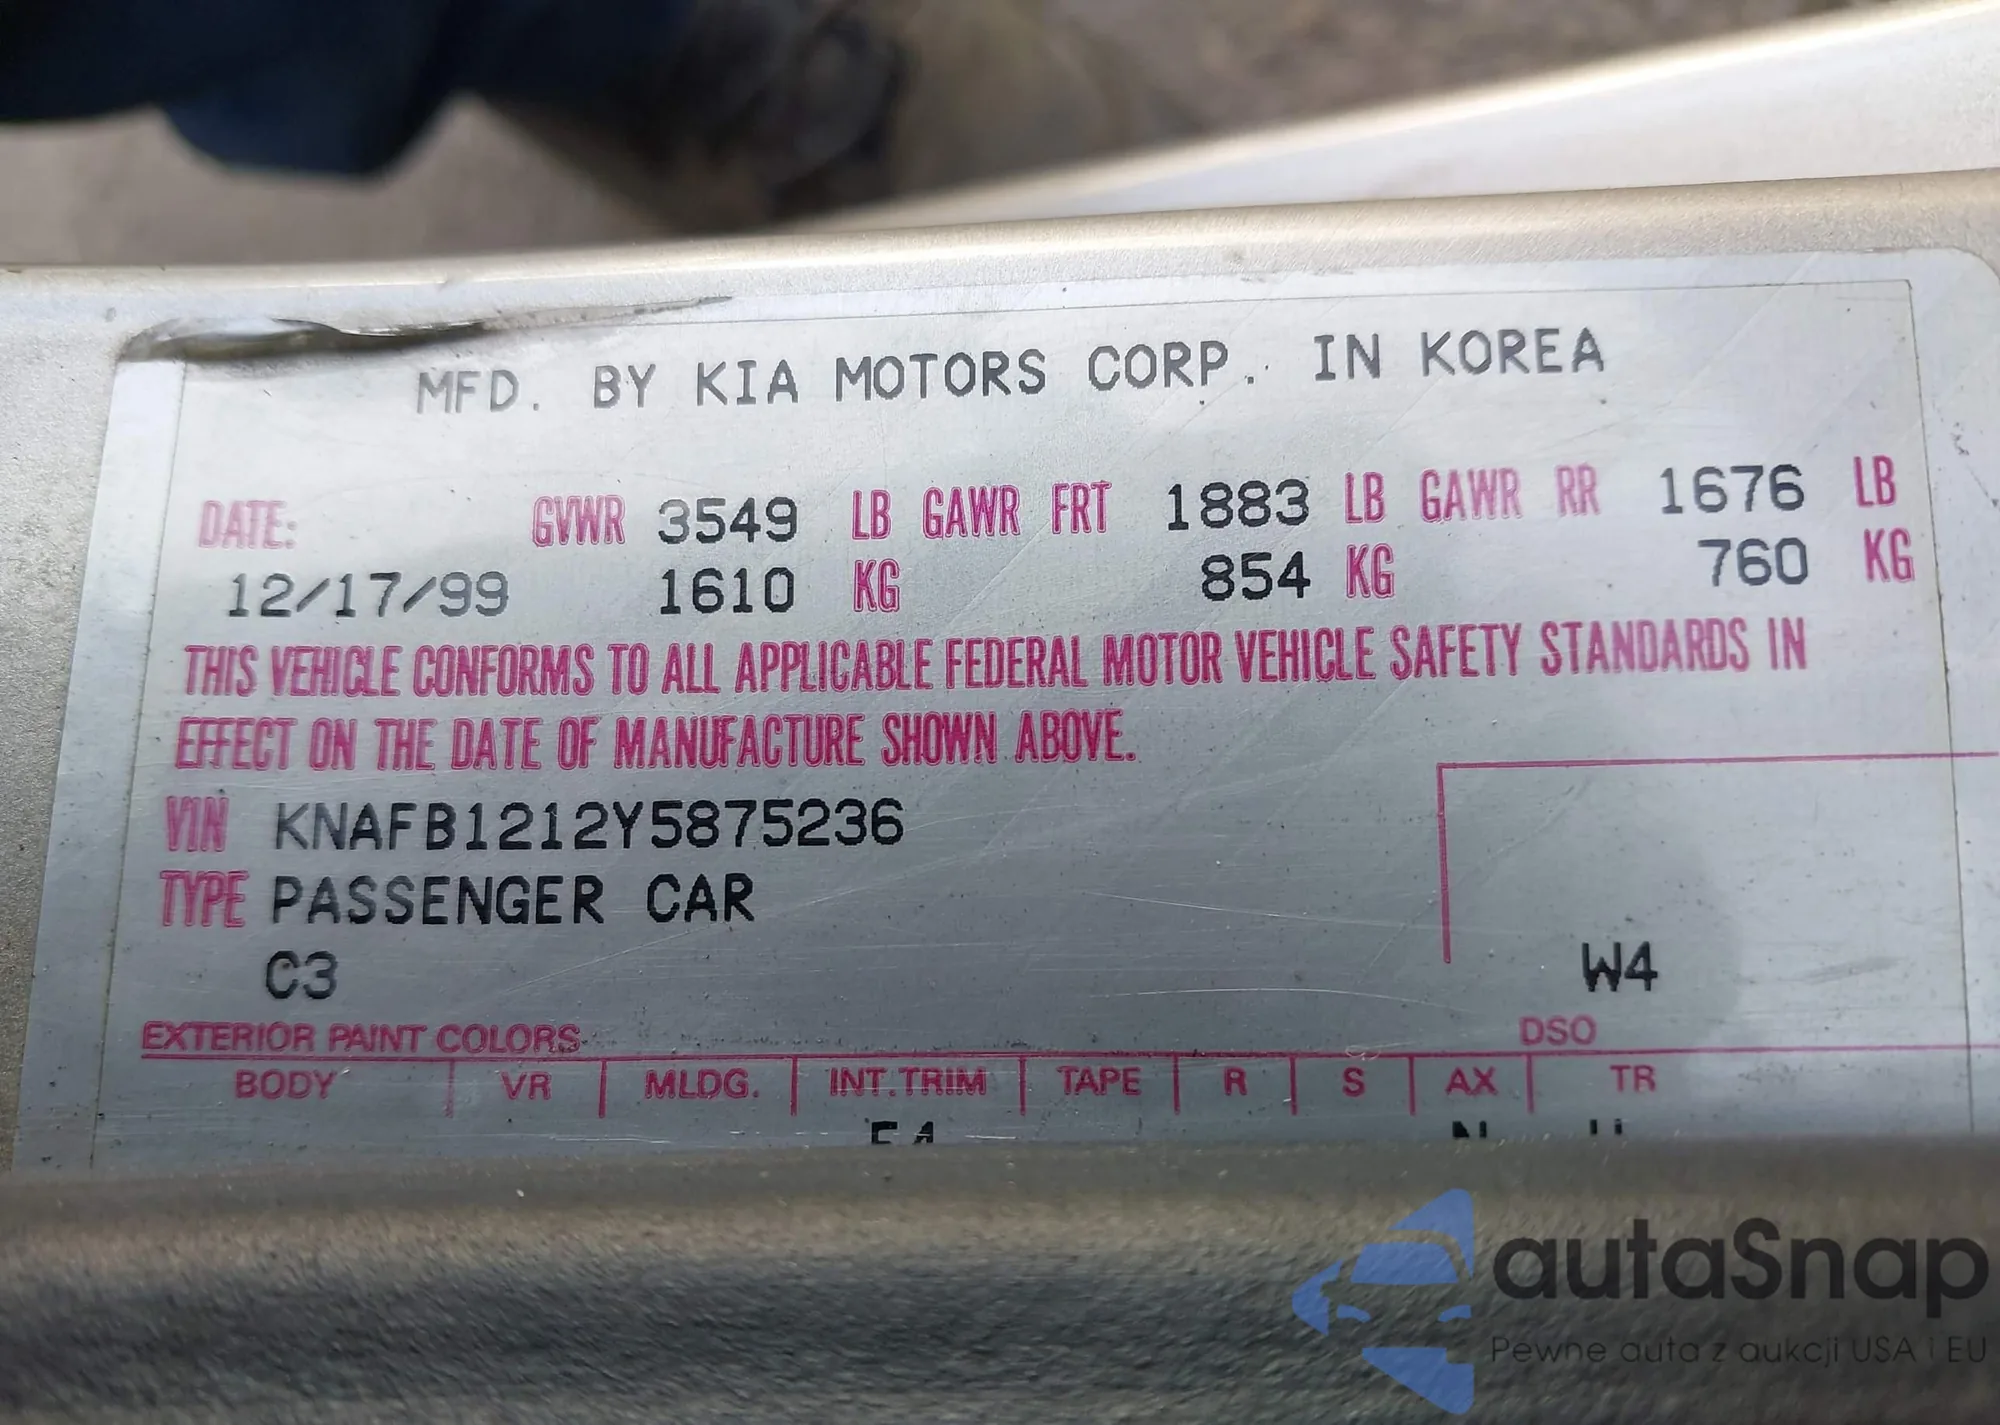 MFD. BY KIA MOTORS CORP. IN KOREA
DATE: GVWR 3549 LB GAWR FRT 1883 LB GAWR RR 1676 LB
12/17/99 1610 KG 854 KG 760 KG
THIS VEHICLE CONFORMS TO ALL APPLICABLE FEDERAL MOTOR VEHICLE SAFETY STANDARDS IN
EFFECT ON THE DATE OF MANUFACTURE SHOWN ABOVE.
VIN KNAFB1212Y5875236
TYPE PASSENGER CAR
C3 W4
EXTERIOR PAINT COLORS DSO
BODY VR MLDG. INT.TRIM TAPE R S AX TR
autaSnap
Pewne auta z aukcji USA i EU